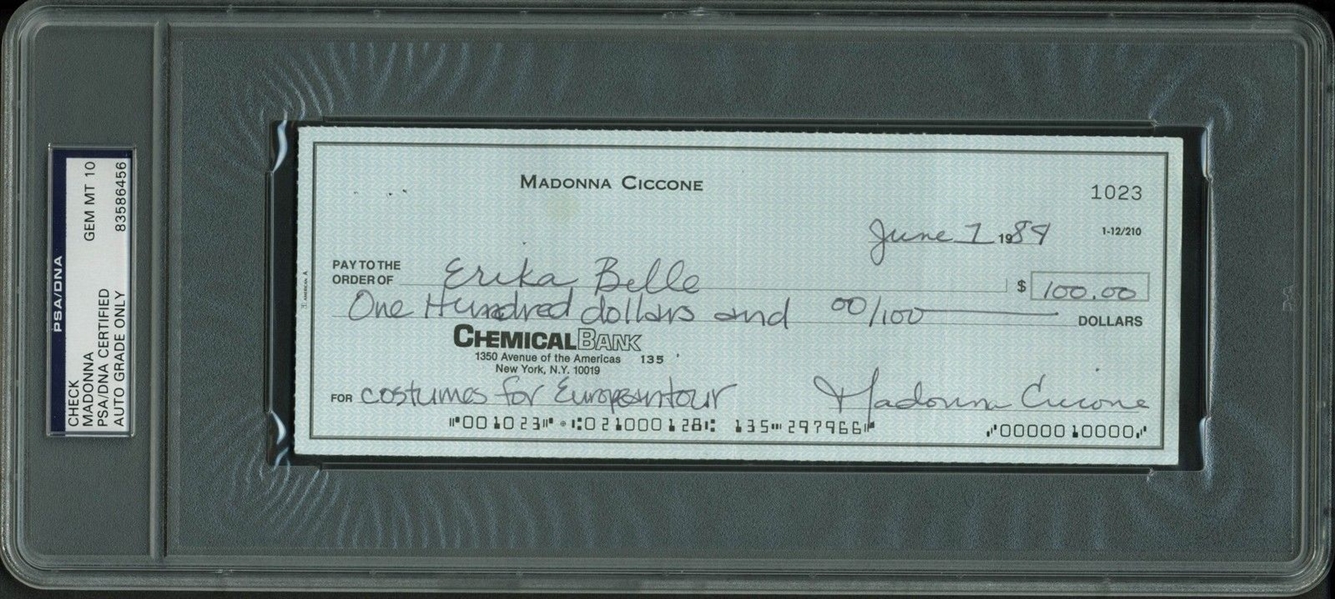 PSA/DNA
CHECK GEM MT 10
MADONNA
PSA/DNA CERTIFIED
AUTO GRADE ONLY 83586456
MADONNA CICCONE
1023
June 1 1984
1-12/210
PAY TO THE
ORDER OF Erika Belle $ 100.00
One Hundred dollars and 00/100 DOLLARS
CHEMICALBANK
1350 Avenue of the Americas 135
New York, N.Y. 10019
FOR costumes for European tour Madonna Ciccone
⑈001023⑈ ⑆021000128⑆ 135⑉297966⑈ ⑈0000010000⑈